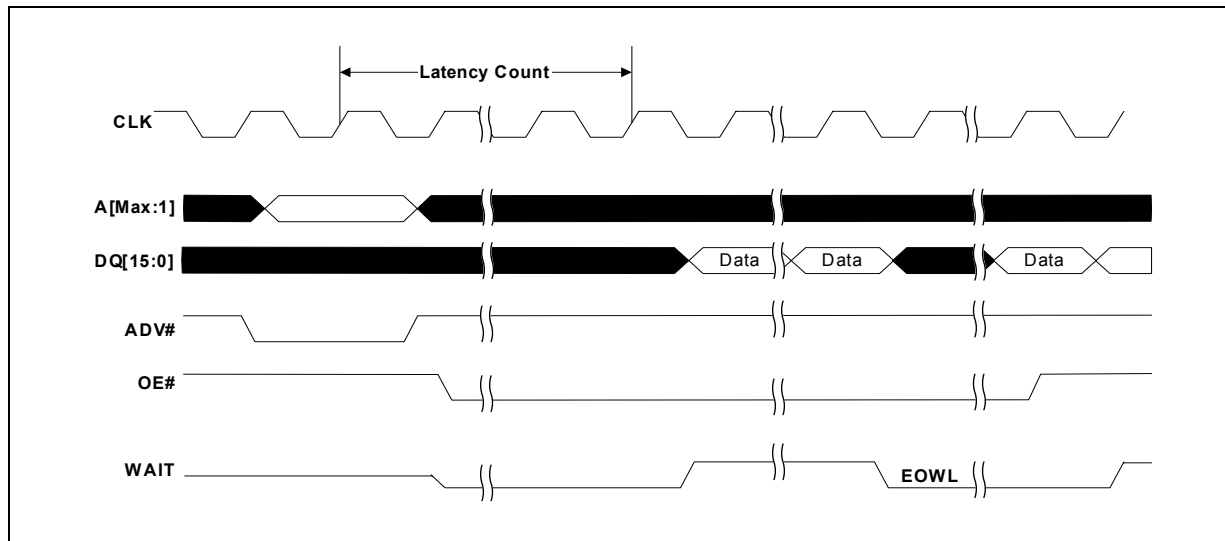 Latency Count
CLK
A[Max:1]
DQ[15:0]
Data Data Data
ADV#
OE#
WAIT
EOWL